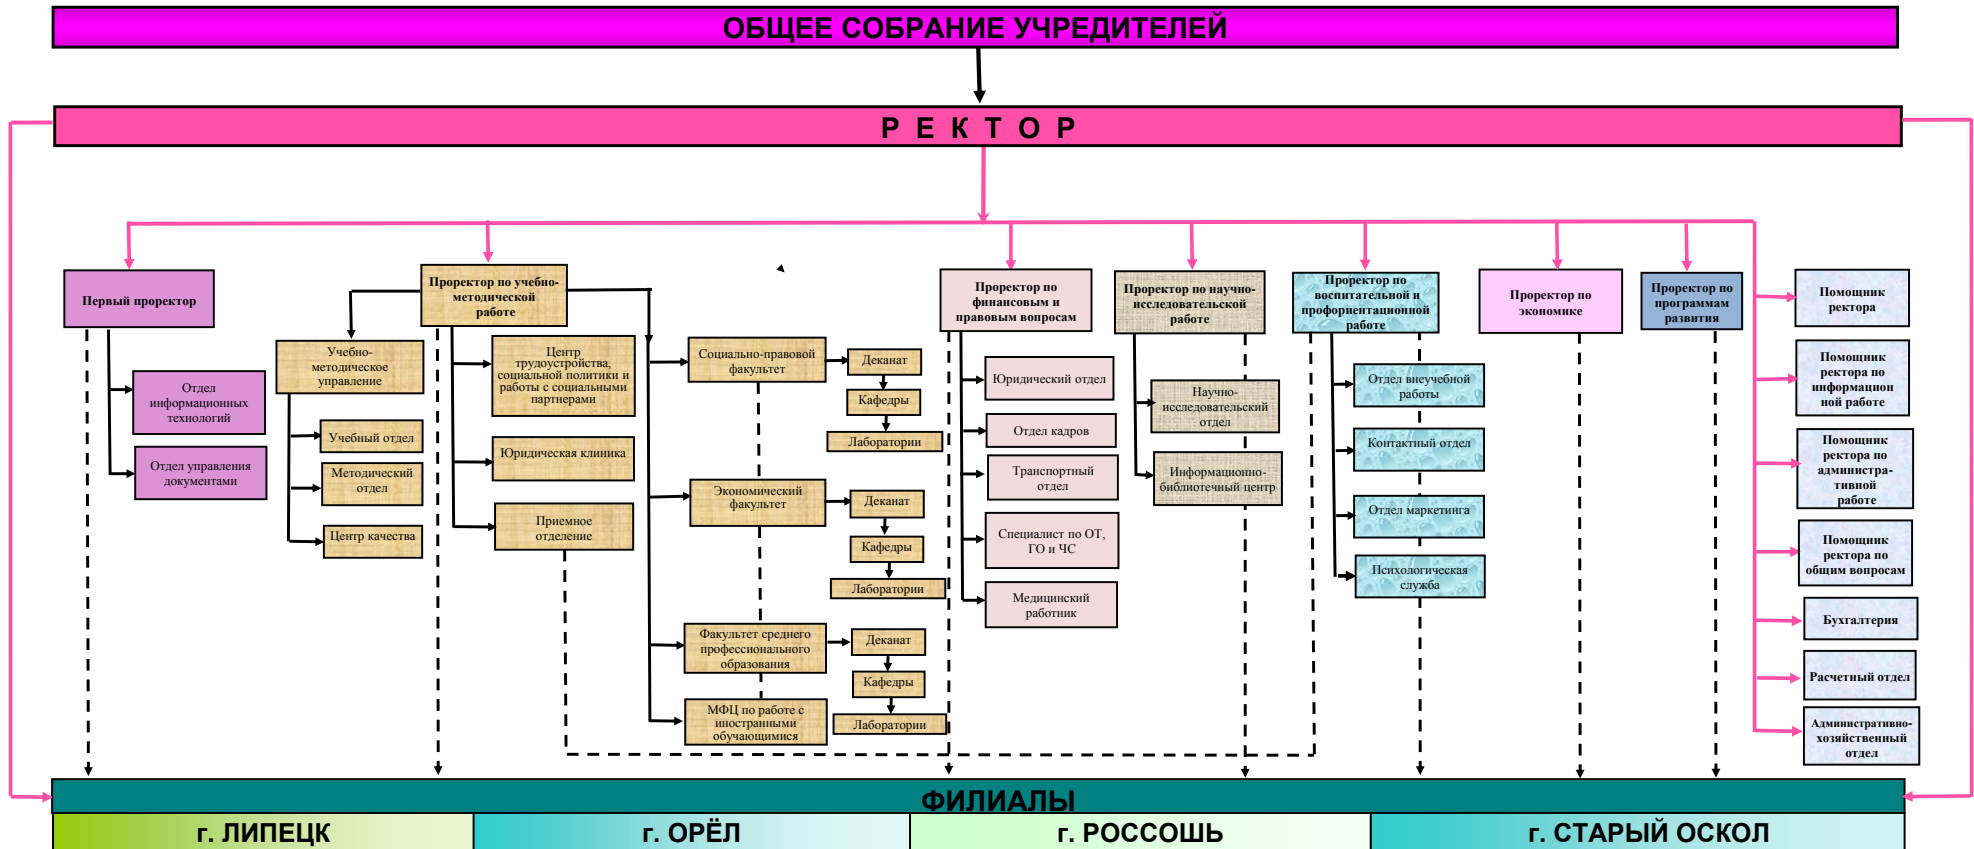 ОБЩЕЕ СОБРАНИЕ УЧРЕДИТЕЛЕЙ
Р Е К Т О Р
Первый проректор
Отдел
информационных
технологий
Отдел управления
документами
Проректор по учебно-
методической
работе
Учебно-
методическое
управление
Учебный отдел
Методический
отдел
Центр качества
Центр
трудоустройства,
социальной политики и
работы с социальными
партнерами
Юридическая клиника
Приемное
отделение
Социально-правовой
факультет
Деканат
Кафедры
Лаборатории
Экономический
факультет
Деканат
Кафедры
Лаборатории
Факультет среднего
профессионального
образования
Деканат
Кафедры
Лаборатории
МФЦ по работе с
иностранными
обучающимися
Проректор по
финансовым и
правовым вопросам
Юридический отдел
Отдел кадров
Транспортный
отдел
Специалист по ОТ,
ГО и ЧС
Медицинский
работник
Проректор по научно-
исследовательской
работе
Научно-
исследовательский
отдел
Информационно-
библиотечный центр
Проректор по
воспитательной и
профориентационной
работе
Отдел внеучебной
работы
Контактный отдел
Отдел маркетинга
Психологическая
служба
Проректор по
экономике
Проректор по
программам
развития
Помощник
ректора
Помощник
ректора по
информацион
ной работе
Помощник
ректора по
администра-
тивной
работе
Помощник
ректора по
общим вопросам
Бухгалтерия
Расчетный отдел
Административно-
хозяйственный
отдел
ФИЛИАЛЫ
г. ЛИПЕЦК
г. ОРЁЛ
г. РОССОШЬ
г. СТАРЫЙ ОСКОЛ